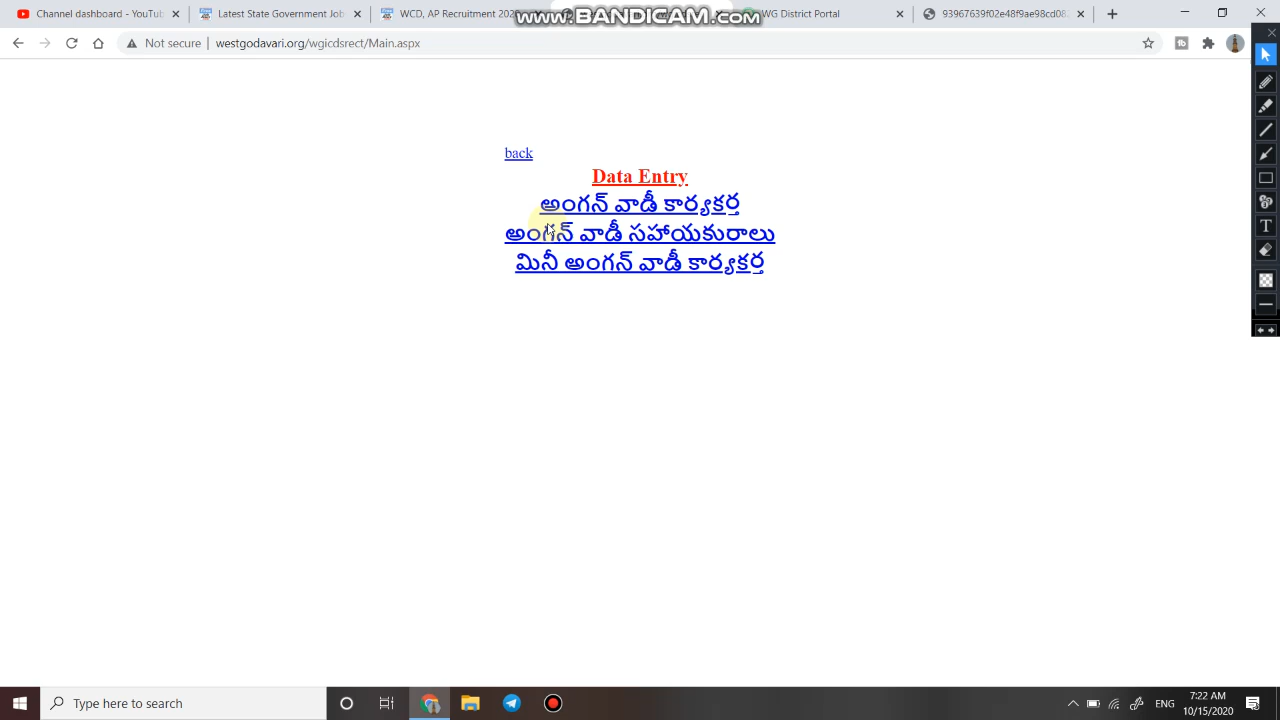 Channel dashboard - YouTub
Latest State Government Job
WCD, AP Recruitment 2020
WG District Portal
93967639f02e48f9ae98cd082
www.BANDICAM.com
Not secure | westgodavari.org/wgicdsrect/Main.aspx
back
Data Entry
అంగన్ వాడీ కార్యకర్త
అంగన్ వాడీ సహాయకురాలు
మినీ అంగన్ వాడీ కార్యకర్త
Type here to search
ENG
7:22 AM
10/15/2020